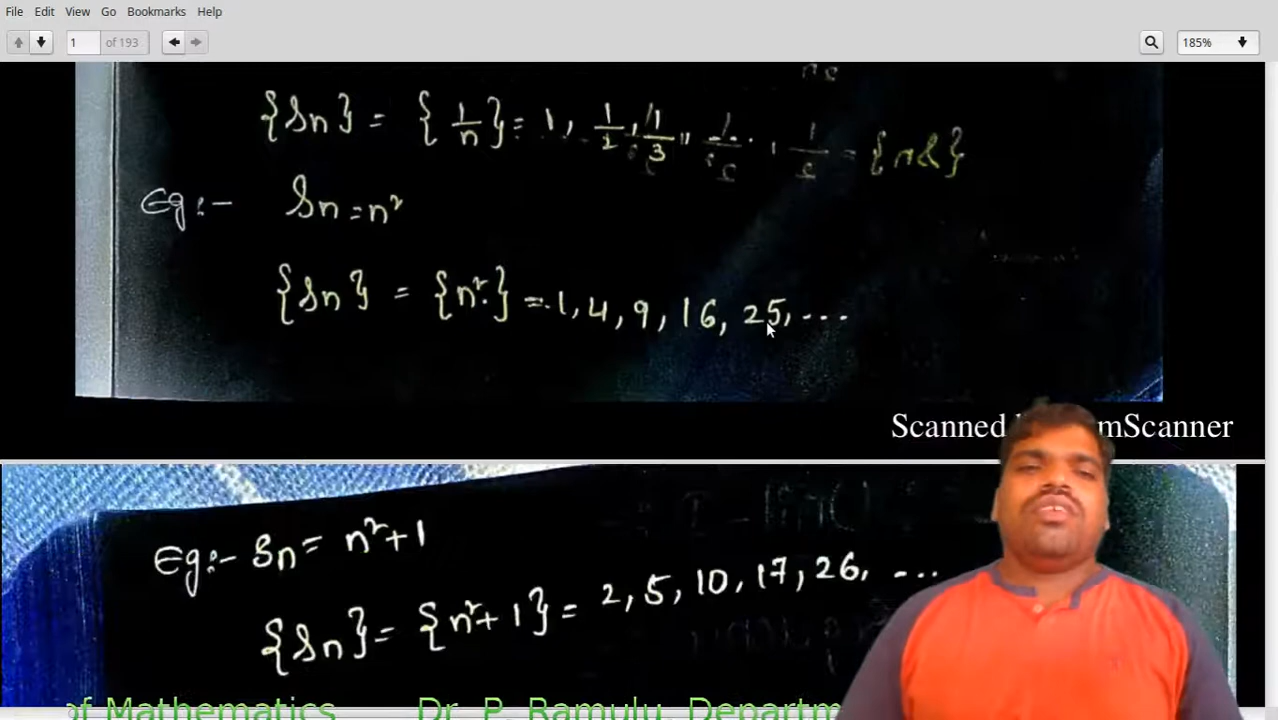 File Edit View Go Bookmarks Help
1 of 193 185%
{Sn} = { 1/n } = 1, 1/2, 1/3,
Eg:- Sn = n²
{Sn} = {n²} = 1, 4, 9, 16, 25, ...
Scanned mScanner
Eg:- Sn = n²+1
{Sn} = {n²+1} = 2, 5, 10, 17, 26, ...
of Mathematics Dr. P. Ramulu, Departm